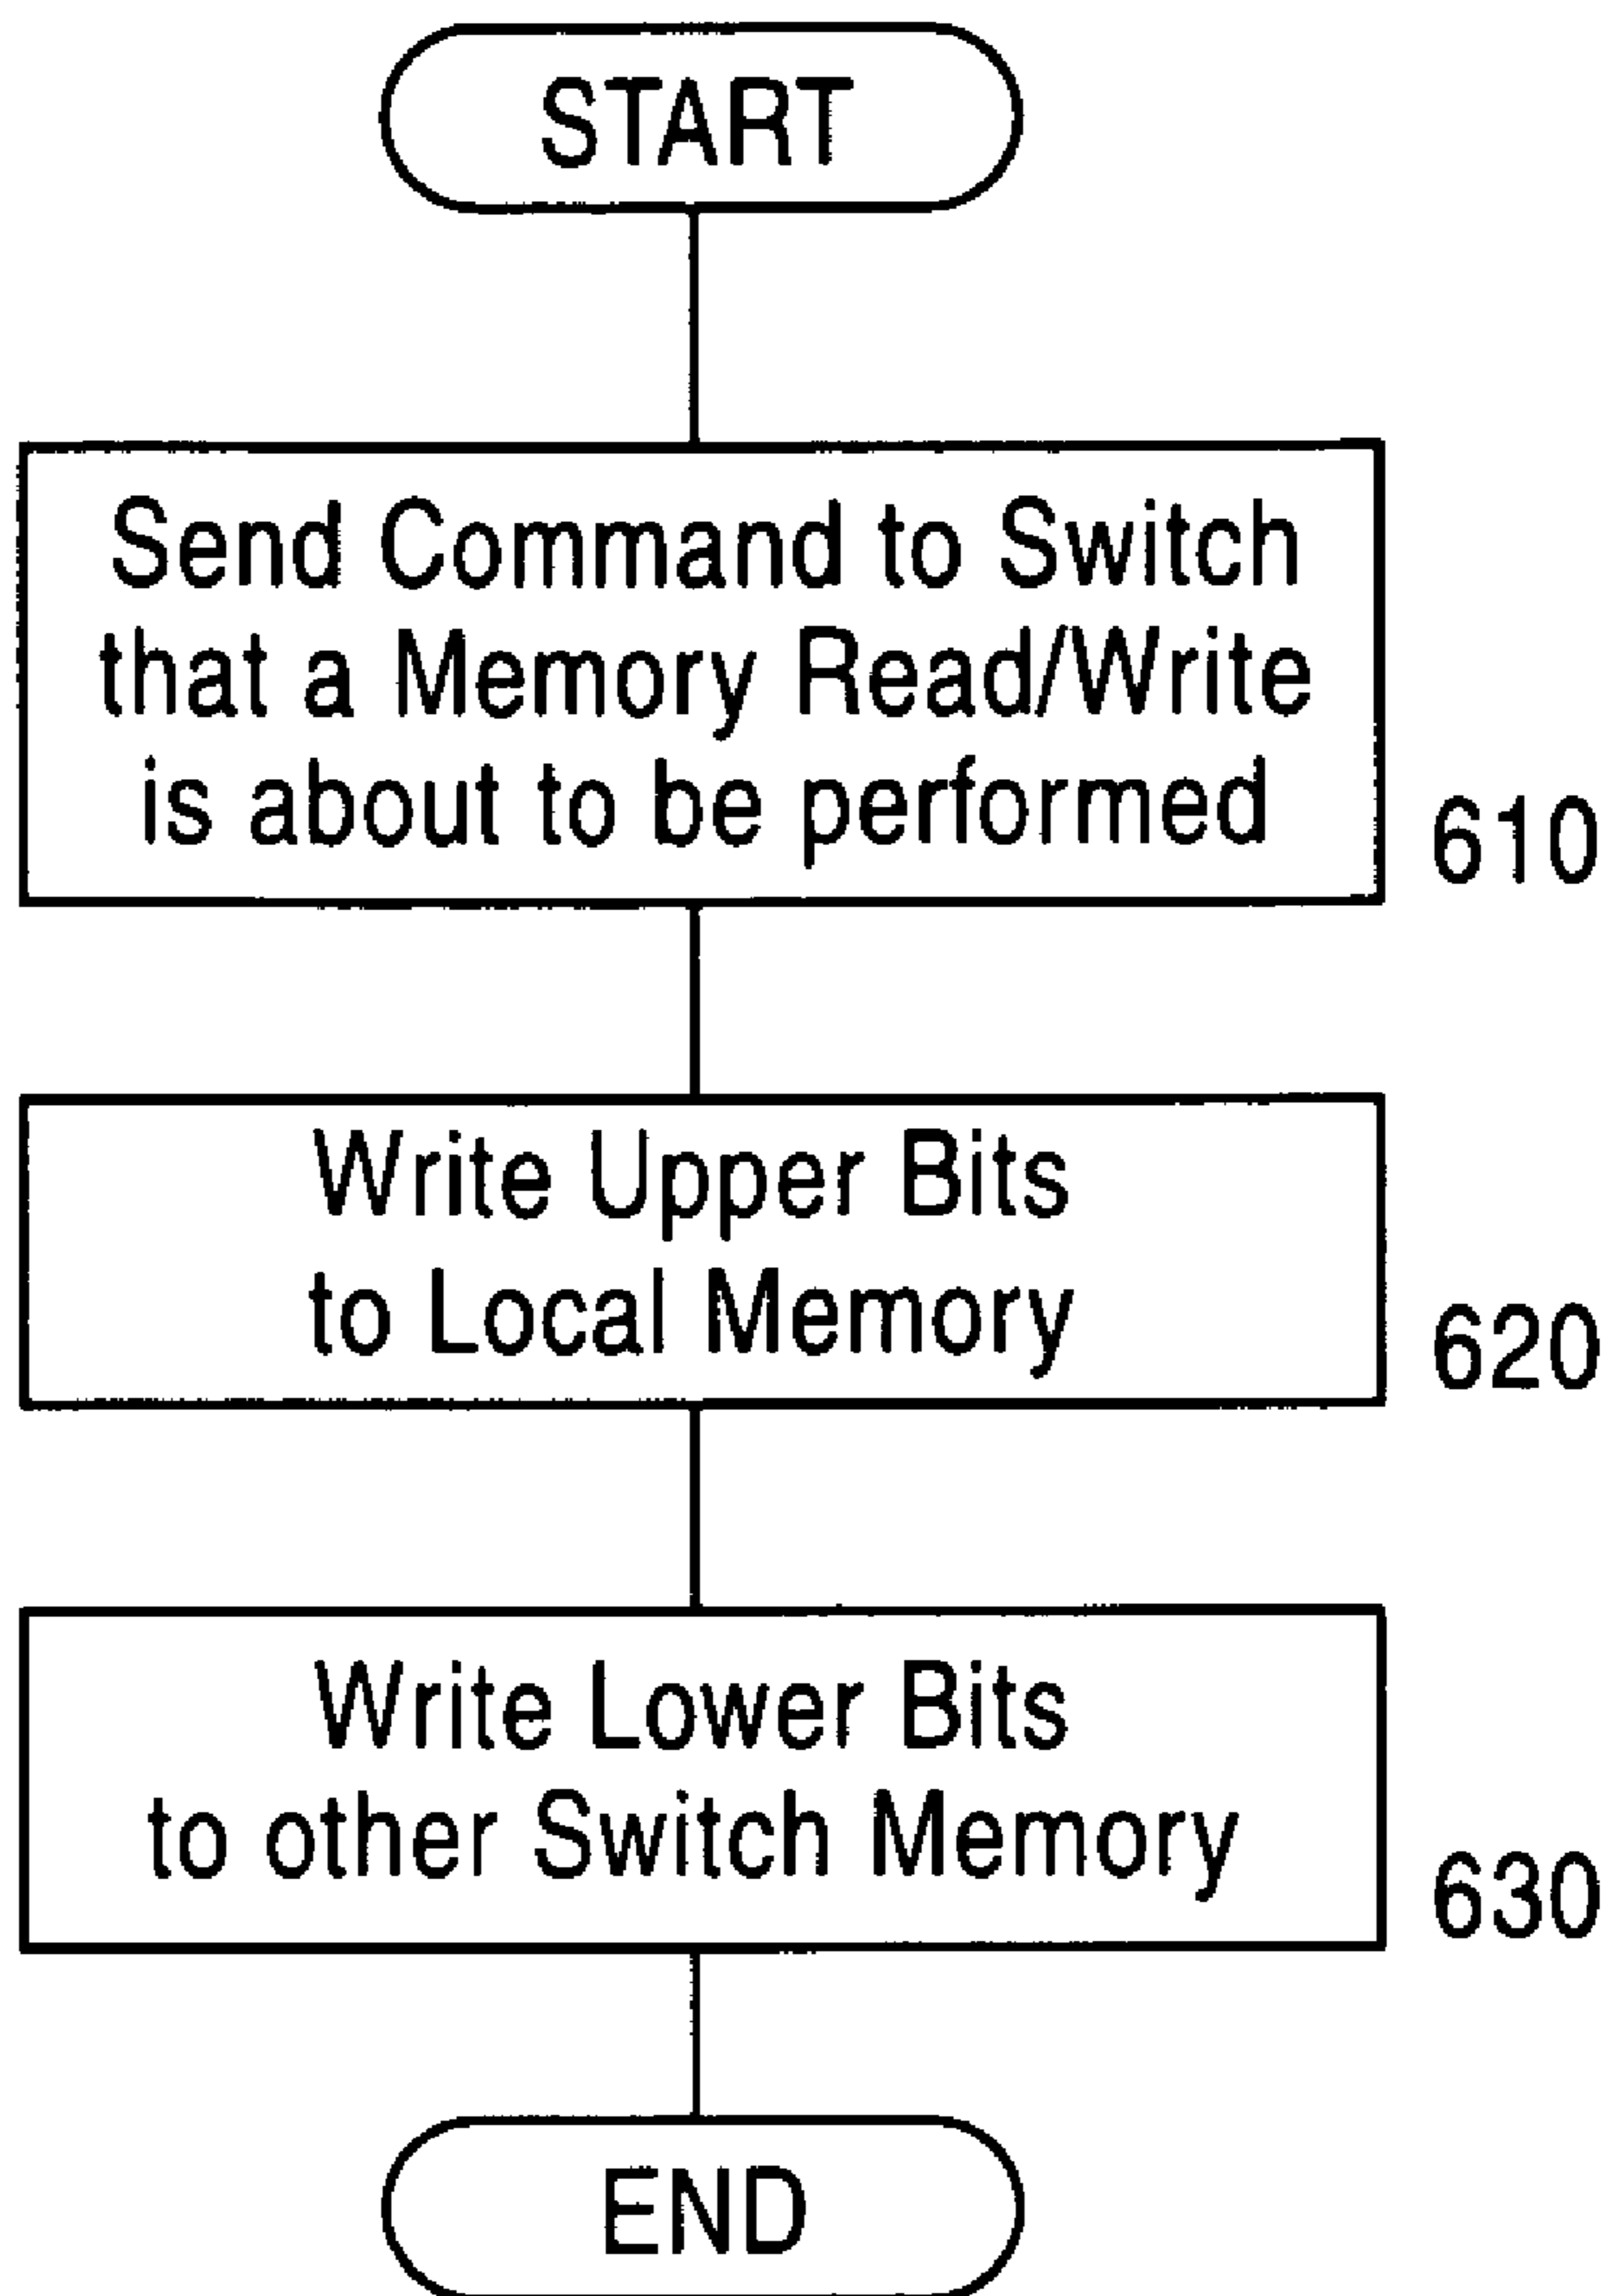 START
Send Command to Switch
that a Memory Read/Write
is about to be performed
610
Write Upper Bits
to Local Memory
620
Write Lower Bits
to other Switch Memory
630
END